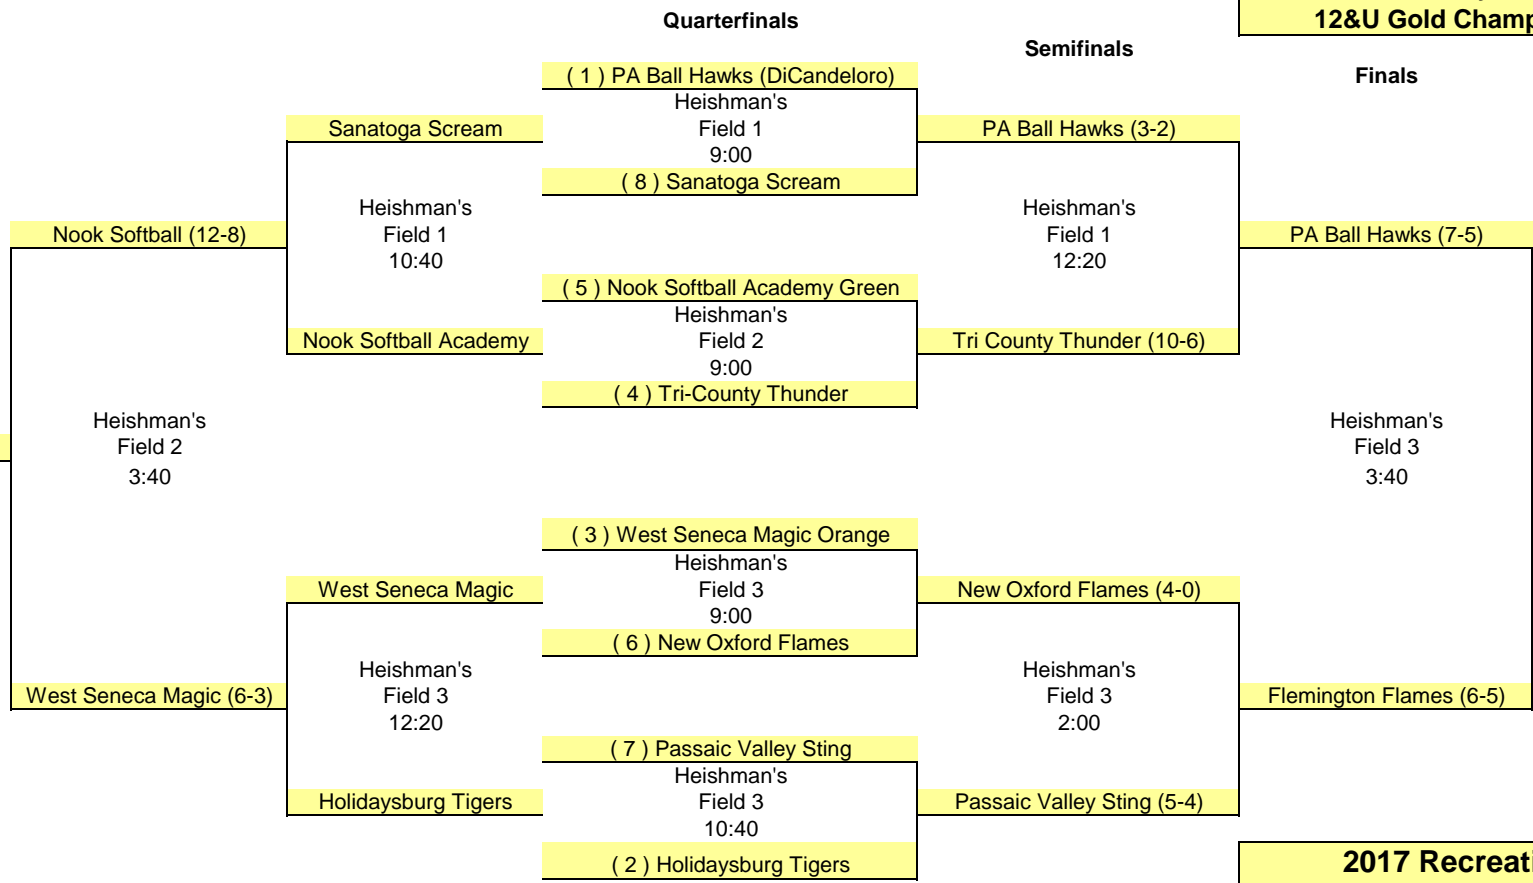 Quarterfinals
12&U Gold Champ
Semifinals
Finals
( 1 ) PA Ball Hawks (DiCandeloro)
Heishman's
Field 1
9:00
( 8 ) Sanatoga Scream
Sanatoga Scream
PA Ball Hawks (3-2)
Heishman's
Field 1
10:40
Heishman's
Field 1
12:20
Nook Softball (12-8)
PA Ball Hawks (7-5)
( 5 ) Nook Softball Academy Green
Heishman's
Field 2
9:00
( 4 ) Tri-County Thunder
Nook Softball Academy
Tri County Thunder (10-6)
Heishman's
Field 2
3:40
Heishman's
Field 3
3:40
( 3 ) West Seneca Magic Orange
Heishman's
Field 3
9:00
( 6 ) New Oxford Flames
West Seneca Magic
New Oxford Flames (4-0)
Heishman's
Field 3
12:20
Heishman's
Field 3
2:00
West Seneca Magic (6-3)
Flemington Flames (6-5)
( 7 ) Passaic Valley Sting
Heishman's
Field 3
10:40
( 2 ) Holidaysburg Tigers
Holidaysburg Tigers
Passaic Valley Sting (5-4)
2017 Recreati